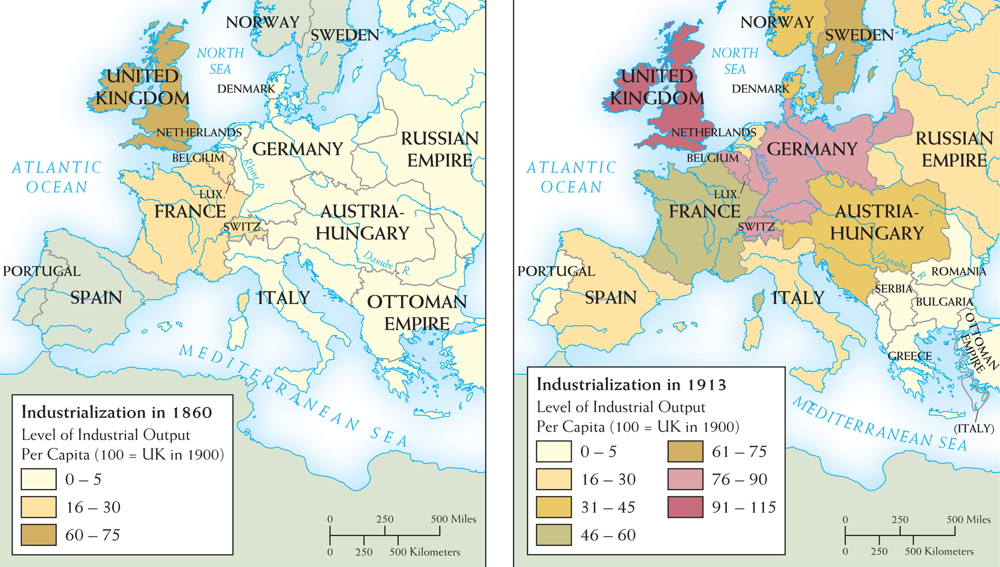 NORWAY
SWEDEN
NORTH
SEA
DENMARK
UNITED
KINGDOM
NETHERLANDS
GERMANY
RUSSIAN
EMPIRE
BELGIUM
Rhine R.
ATLANTIC
OCEAN
LUX.
FRANCE
AUSTRIA-
HUNGARY
SWITZ
Danube R.
PORTUGAL
SPAIN
ITALY
OTTOMAN
EMPIRE
MEDITERRANEAN SEA
Industrialization in 1860
Level of Industrial Output
Per Capita (100 = UK in 1900)
0 – 5
16 – 30
60 – 75
0 250 500 Miles
0 250 500 Kilometers
NORWAY
SWEDEN
NORTH
SEA
DENMARK
UNITED
KINGDOM
NETHERLANDS
GERMANY
RUSSIAN
EMPIRE
BELGIUM
Rhine R.
ATLANTIC
OCEAN
LUX.
FRANCE
AUSTRIA-
HUNGARY
SWITZ
Danube R.
ROMANIA
PORTUGAL
SERBIA
SPAIN
ITALY
BULGARIA
OTTOMAN
EMPIRE
GREECE
MEDITERRANEAN SEA
(ITALY)
Industrialization in 1913
Level of Industrial Output
Per Capita (100 = UK in 1900)
0 – 5
16 – 30
31 – 45
46 – 60
61 – 75
76 – 90
91 – 115
0 250 500 Miles
0 250 500 Kilometers